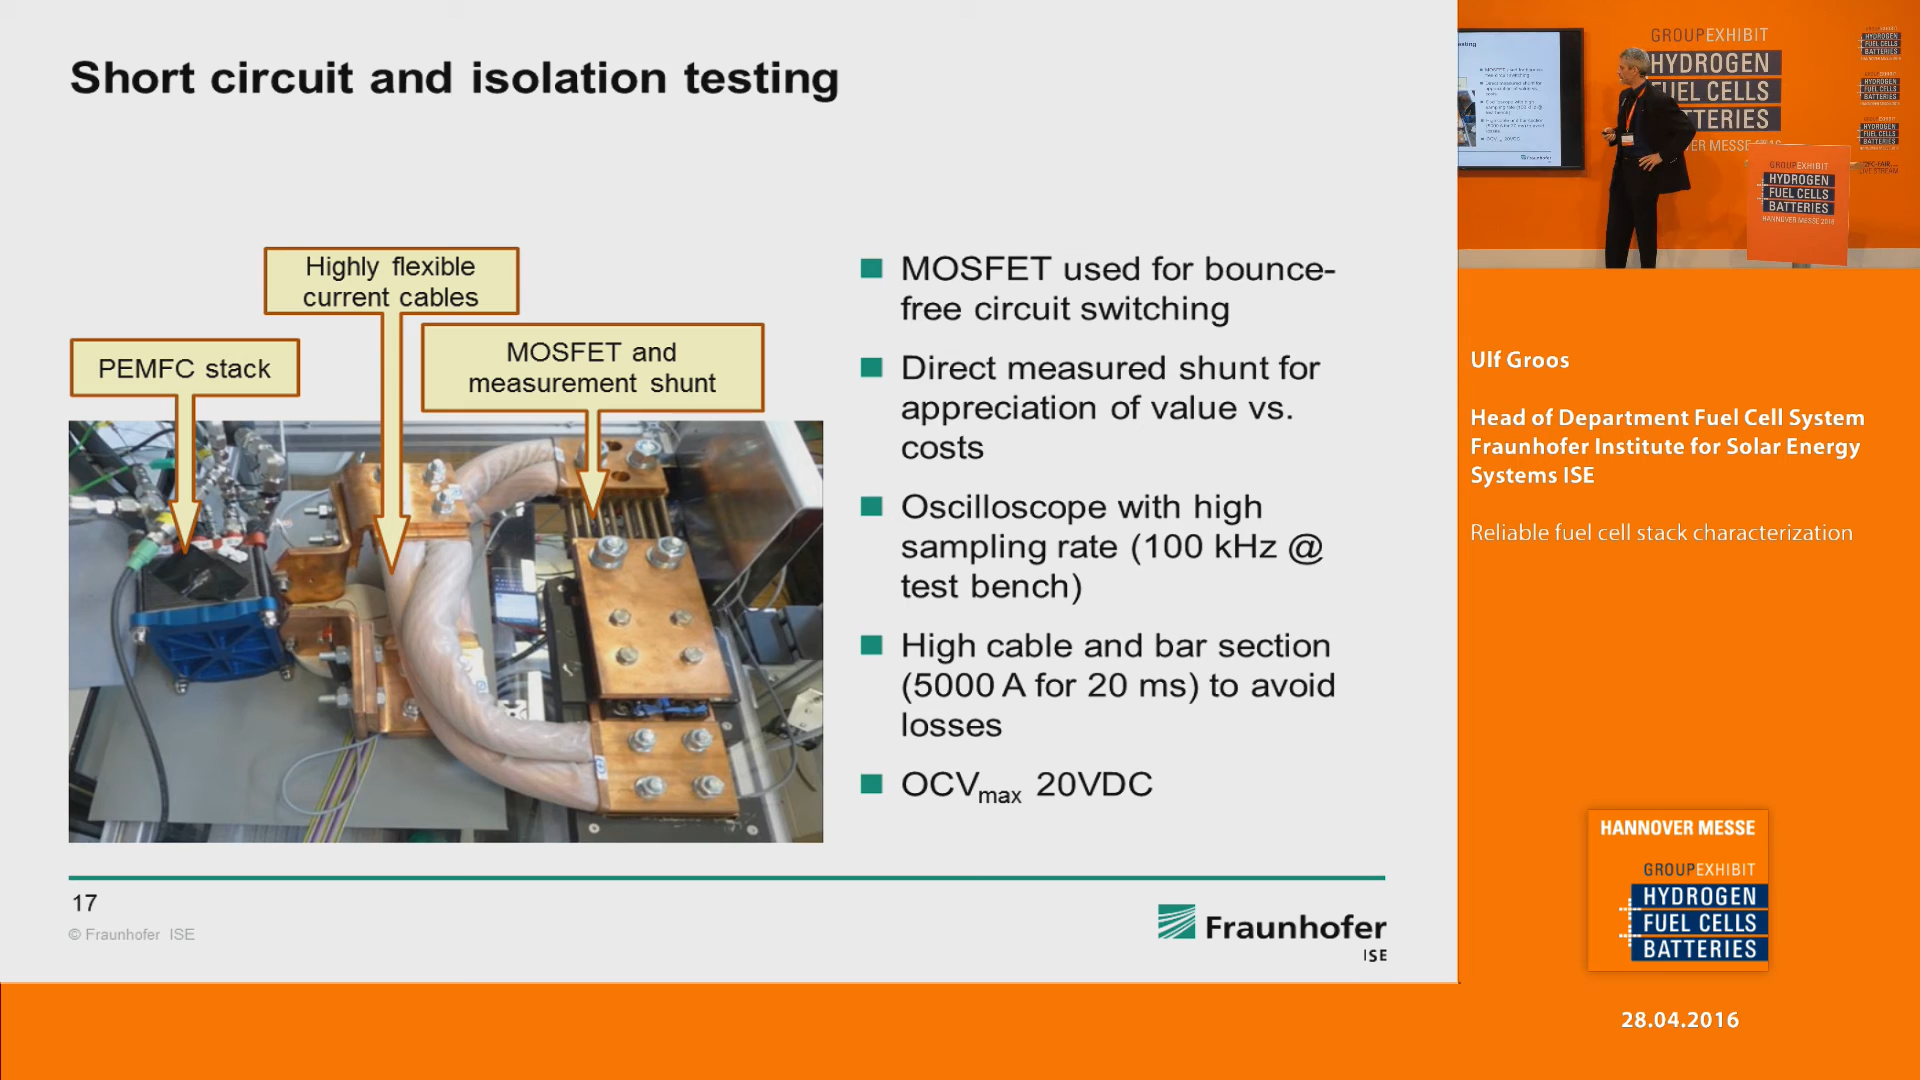 Short circuit and isolation testing
Highly flexible
current cables
PEMFC stack
MOSFET and
measurement shunt
MOSFET used for bounce-
free circuit switching
Direct measured shunt for
appreciation of value vs.
costs
Oscilloscope with high
sampling rate (100 kHz @
test bench)
High cable and bar section
(5000 A for 20 ms) to avoid
losses
OCVmax 20VDC
17
© Fraunhofer ISE
Fraunhofer
ISE
GROUPEXHIBIT
HYDROGEN
FUEL CELLS
BATTERIES
HANNOVER MESSE 2016
Ulf Groos
Head of Department Fuel Cell System
Fraunhofer Institute for Solar Energy
Systems ISE
Reliable fuel cell stack characterization
HANNOVER MESSE
GROUPEXHIBIT
HYDROGEN
FUEL CELLS
BATTERIES
28.04.2016